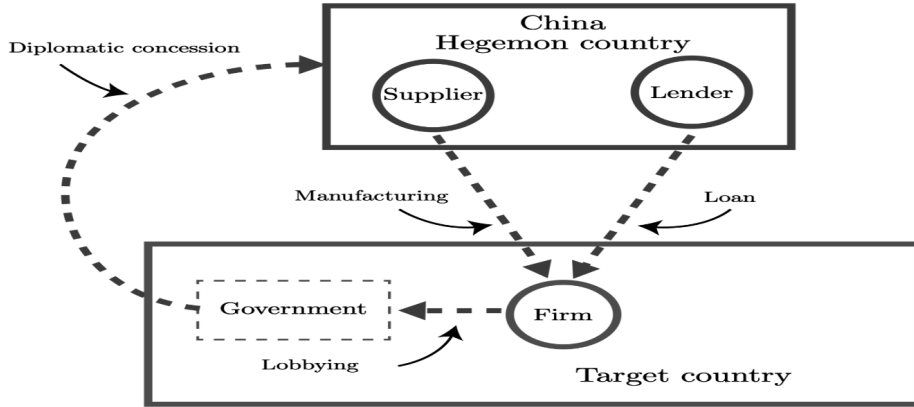 China
Hegemon country
Diplomatic concession
Supplier
Lender
Manufacturing
Loan
Government
Firm
Lobbying
Target country